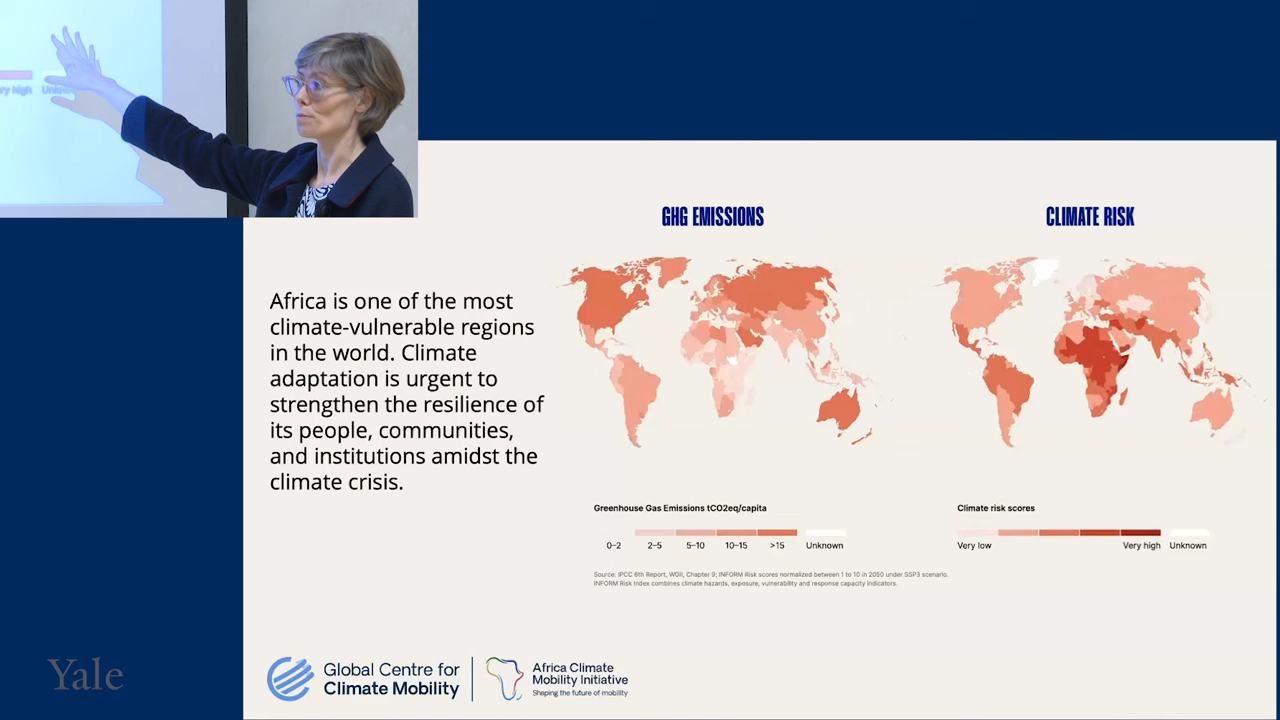 ry high
GHG EMISSIONS
CLIMATE RISK
Africa is one of the most
climate-vulnerable regions
in the world. Climate
adaptation is urgent to
strengthen the resilience of
its people, communities,
and institutions amidst the
climate crisis.
Greenhouse Gas Emissions tCO2eq/capita
0–2 2–5 5–10 10–15 >15 Unknown
Climate risk scores
Very low Very high Unknown
Source: IPCC 6th Report, WGII, Chapter 9; INFORM Risk scores normalized between 1 to 10 in 2050 under SSP3 scenario.
INFORM Risk Index combines climate hazards, exposure, vulnerability and response capacity indicators.
Yale
Global Centre for
Climate Mobility
Africa Climate
Mobility Initiative
Shaping the future of mobility